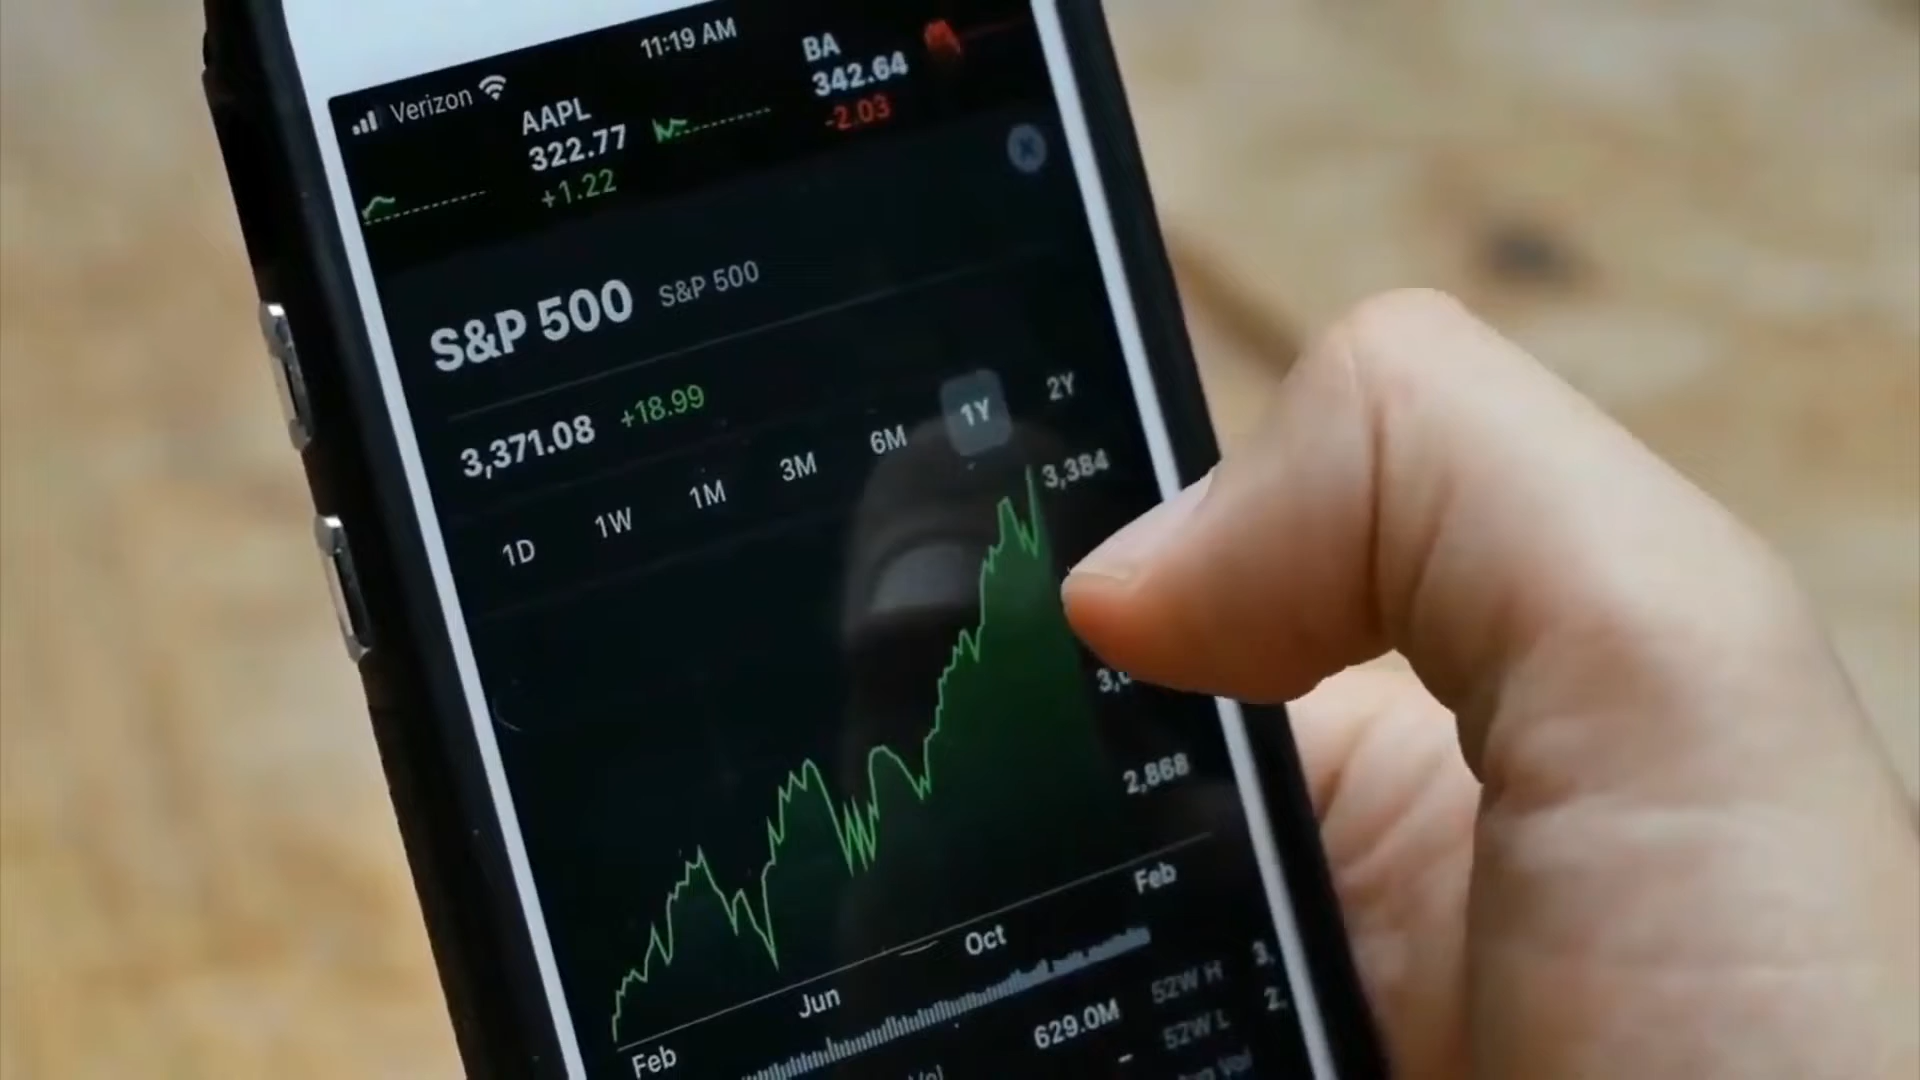 11:19 AM
Verizon
AAPL
322.77
+1.22
BA
342.64
-2.03
S&P 500 S&P 500
3,371.08 +18.99
1D 1W 1M 3M 6M 1Y 2Y
3,384
2,868
Feb Jun Oct Feb
629.0M
52W H
52W L